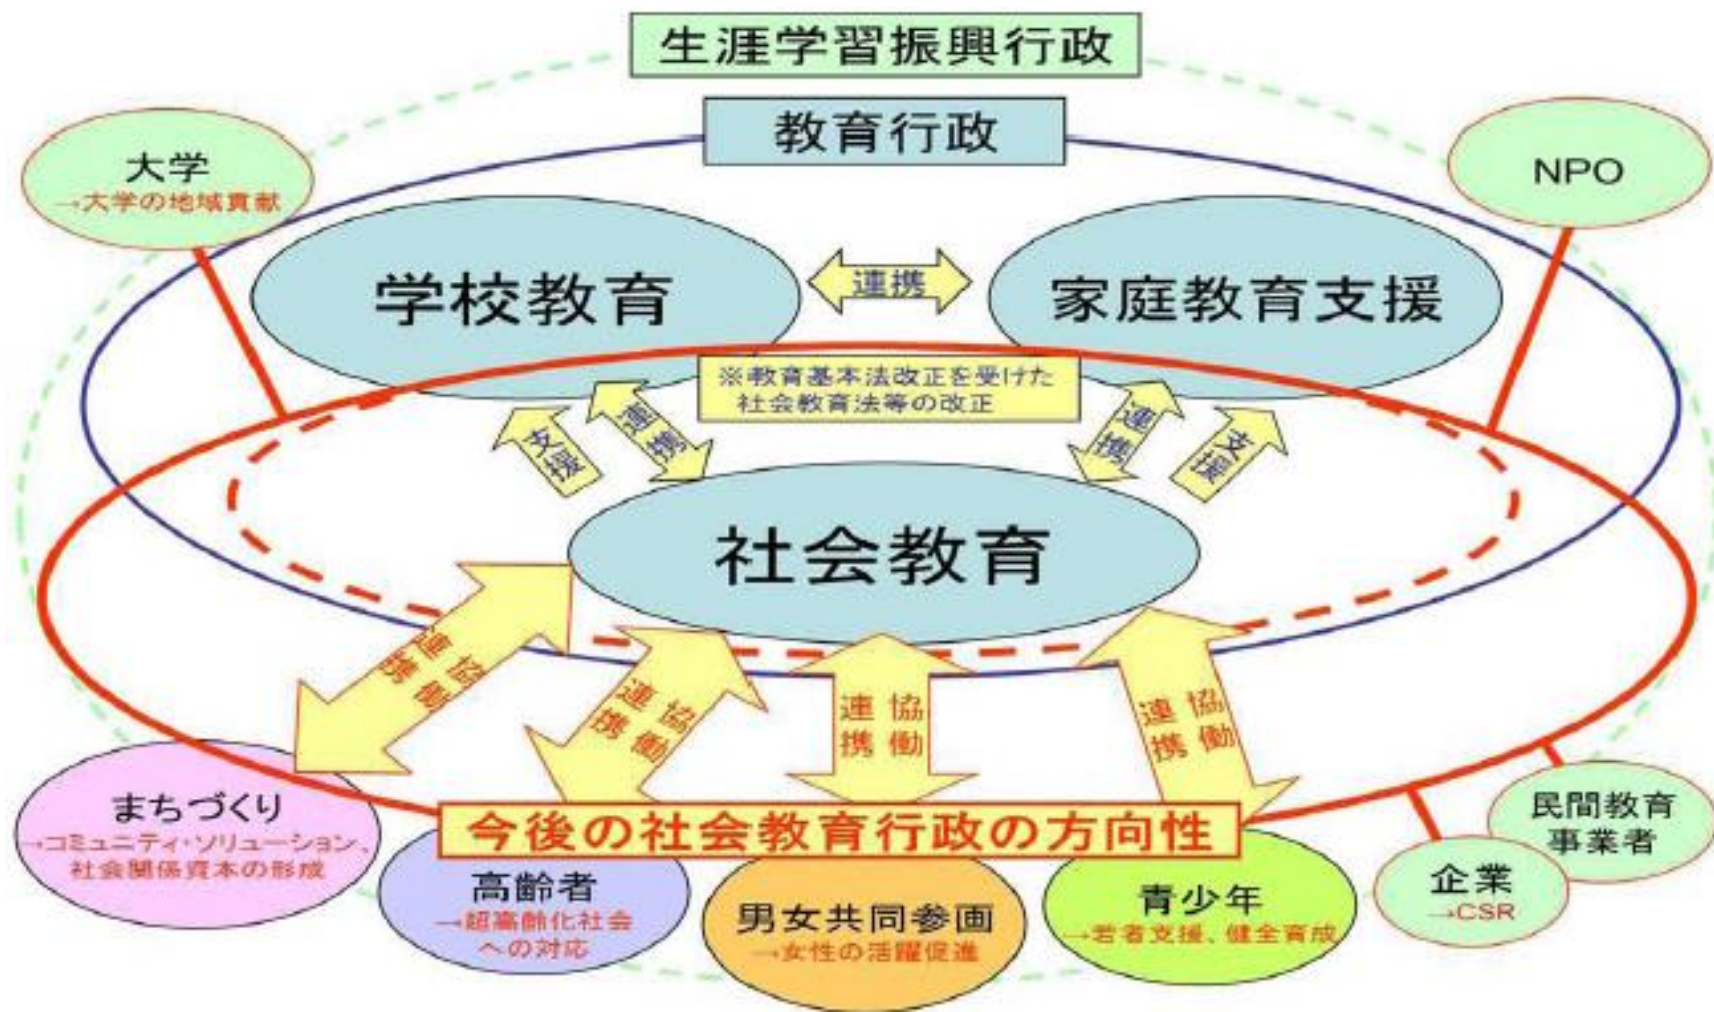 生涯学習振興行政
教育行政
大学
→大学の地域貢献
NPO
学校教育
連携
家庭教育支援
※教育基本法改正を受けた
社会教育法等の改正
支援
連携
連携
支援
社会教育
連携
協働
連携
協働
連携
協働
連携
協働
まちづくり
→コミュニティ・ソリューション、
社会関係資本の形成
今後の社会教育行政の方向性
高齢者
→超高齢化社会
への対応
男女共同参画
→女性の活躍促進
青少年
→若者支援、健全育成
企業
→CSR
民間教育
事業者